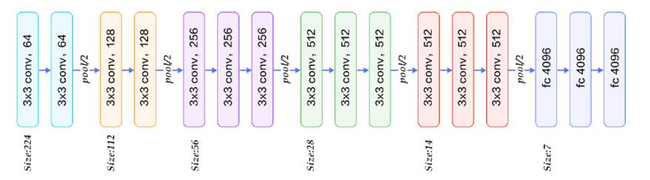 3x3 conv, 64
3x3 conv, 64
pool/2
3x3 conv, 128
3x3 conv, 128
pool/2
3x3 conv, 256
3x3 conv, 256
3x3 conv, 256
pool/2
3x3 conv, 512
3x3 conv, 512
3x3 conv, 512
pool/2
3x3 conv, 512
3x3 conv, 512
3x3 conv, 512
pool/2
fc 4096
fc 4096
fc 4096
Size:224
Size:112
Size:56
Size:28
Size:14
Size:7